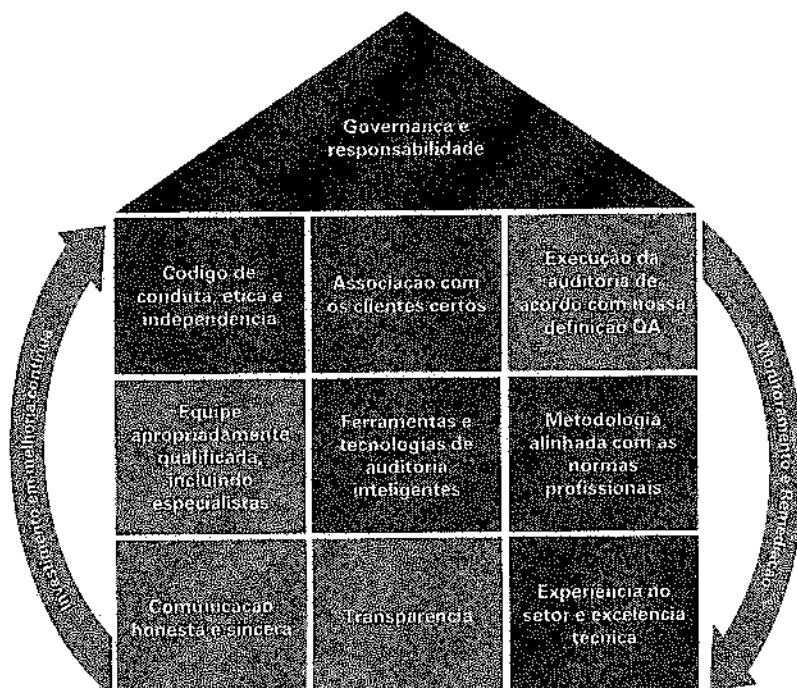 Governança e
responsabilidade
Código de
conduta, ética e
independência
Associação com
os clientes certos
Execução da
auditoria de
acordo com nossa
definição QA
Equipe
apropriadamente
qualificada,
incluindo
especialistas
Ferramentas e
tecnologias de
auditoria
inteligentes
Metodologia
alinhada com as
normas
profissionais
Comunicação
honesta e sincera
Transparência
Experiência no
setor e excelência
técnica
Investimento em melhoria contínua
Monitoramento e Remediação